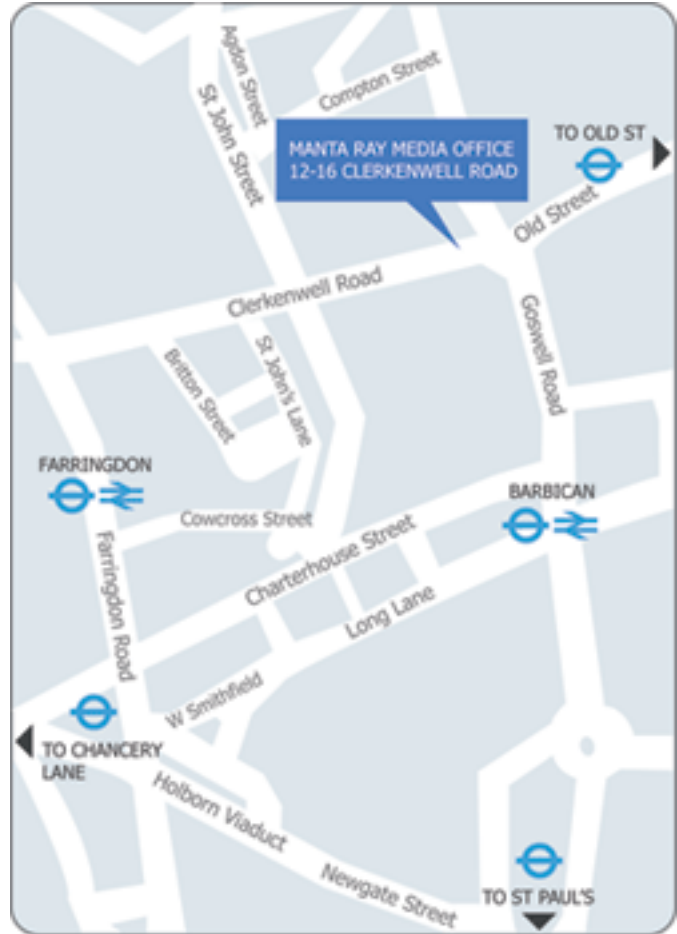 Agdon Street
Compton Street
St John Street
MANTA RAY MEDIA OFFICE
12-16 CLERKENWELL ROAD
TO OLD ST
Old Street
Clerkenwell Road
Goswell Road
St John's Lane
Britton Street
FARRINGDON
BARBICAN
Cowcross Street
Charterhouse Street
Farringdon Road
Long Lane
W Smithfield
TO CHANCERY
LANE
Holborn Viaduct
Newgate Street
TO ST PAUL'S